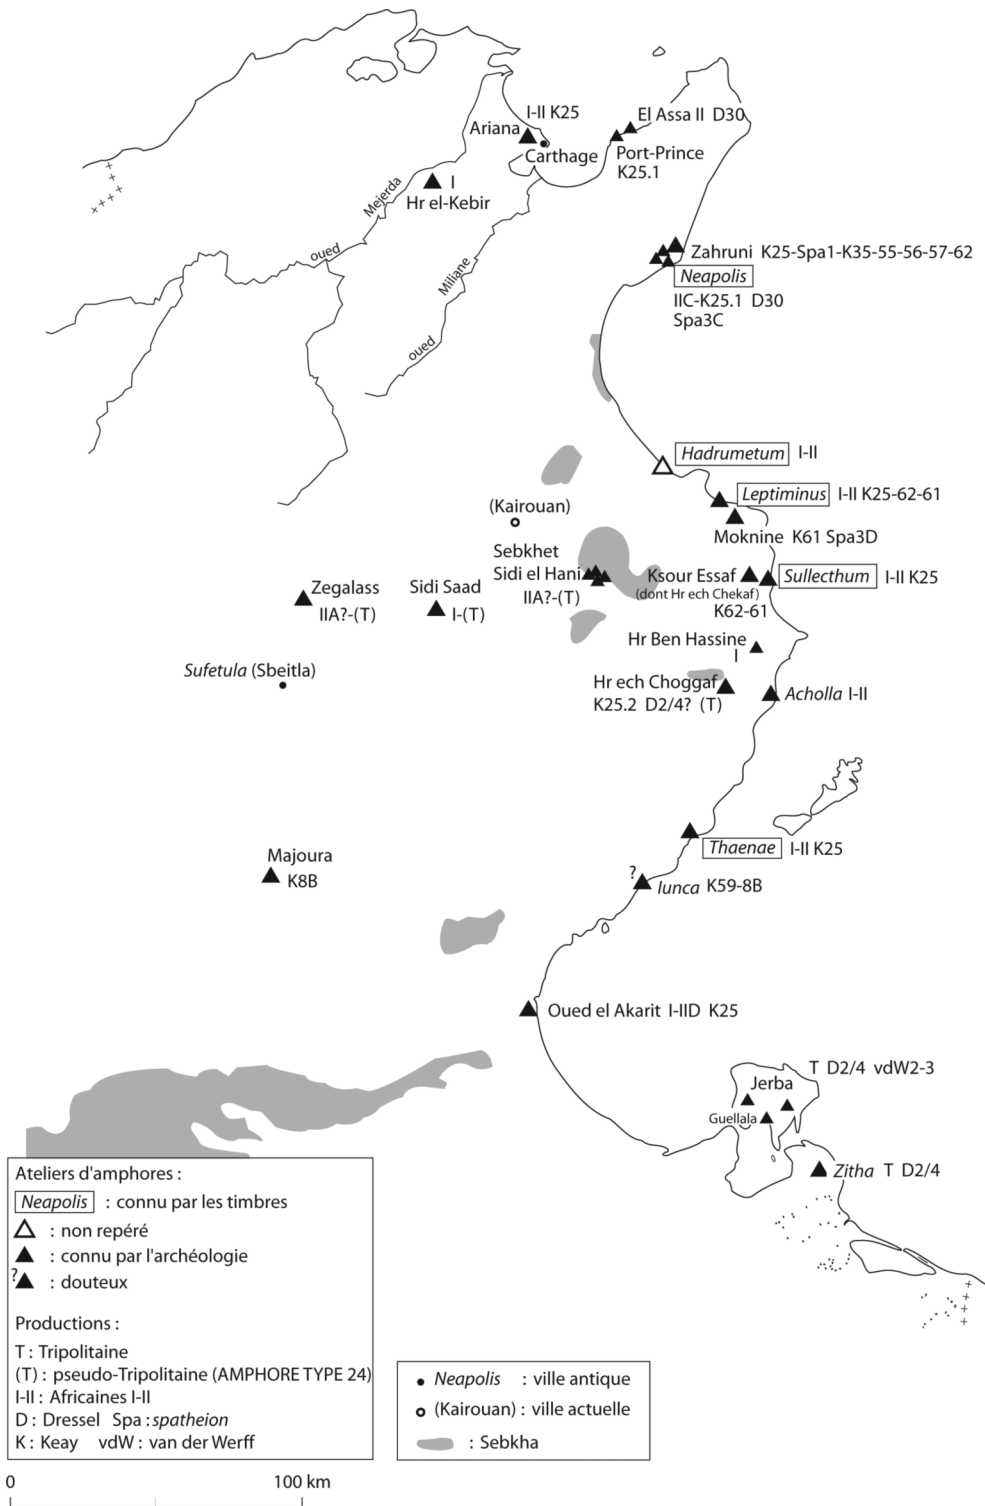 I-II K25
Ariana
Carthage
El Assa II D30
Port-Prince
K25.1
I
Hr el-Kebir
Mejerda
oued
Miliane
oued
Zahruni K25-Spa1-K35-55-56-57-62
Neapolis
IIC-K25.1 D30
Spa3C
Hadrumetum I-II
Leptiminus I-II K25-62-61
Moknine K61 Spa3D
(Kairouan)
Sebkhet
Sidi el Hani
IIA?-(T)
Ksour Essaf
(dont Hr ech Chekaf)
K62-61
Sullecthum I-II K25
Zegalass
IIA?-(T)
Sidi Saad
I-(T)
Hr Ben Hassine
I
Sufetula (Sbeitla)
Hr ech Choggaf
K25.2 D2/4? (T)
Acholla I-II
Thaenae I-II K25
Majoura
K8B
?
Iunca K59-8B
Oued el Akarit I-IID K25
T D2/4 vdW2-3
Jerba
Guellala
Zitha T D2/4
Ateliers d'amphores :
Neapolis : connu par les timbres
: non repéré
: connu par l'archéologie
? : douteux
Productions :
T : Tripolitaine
(T) : pseudo-Tripolitaine (AMPHORE TYPE 24)
I-II : Africaines I-II
D : Dressel Spa : spatheion
K : Keay vdW : van der Werff
Neapolis : ville antique
(Kairouan) : ville actuelle
: Sebkha
0 100 km